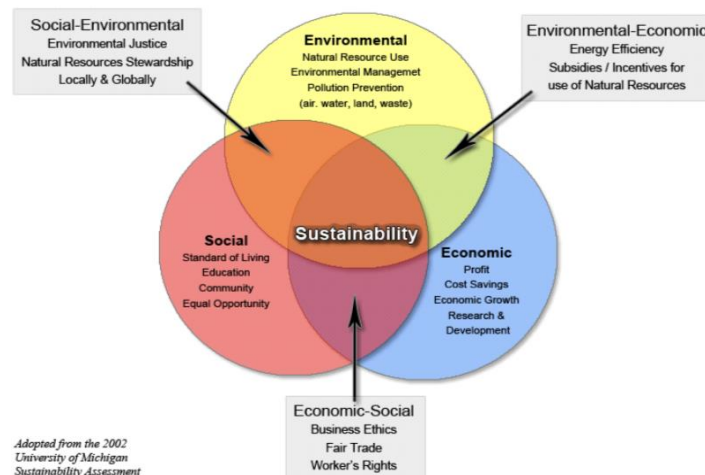 Social-Environmental
Environmental Justice
Natural Resources Stewardship
Locally & Globally
Environmental
Natural Resource Use
Environmental Managemet
Pollution Prevention
(air. water, land, waste)
Environmental-Economic
Energy Efficiency
Subsidies / Incentives for
use of Natural Resources
Sustainability
Social
Standard of Living
Education
Community
Equal Opportunity
Economic
Profit
Cost Savings
Economic Growth
Research &
Development
Economic-Social
Business Ethics
Fair Trade
Worker's Rights
Adopted from the 2002
University of Michigan
Sustainability Assessment